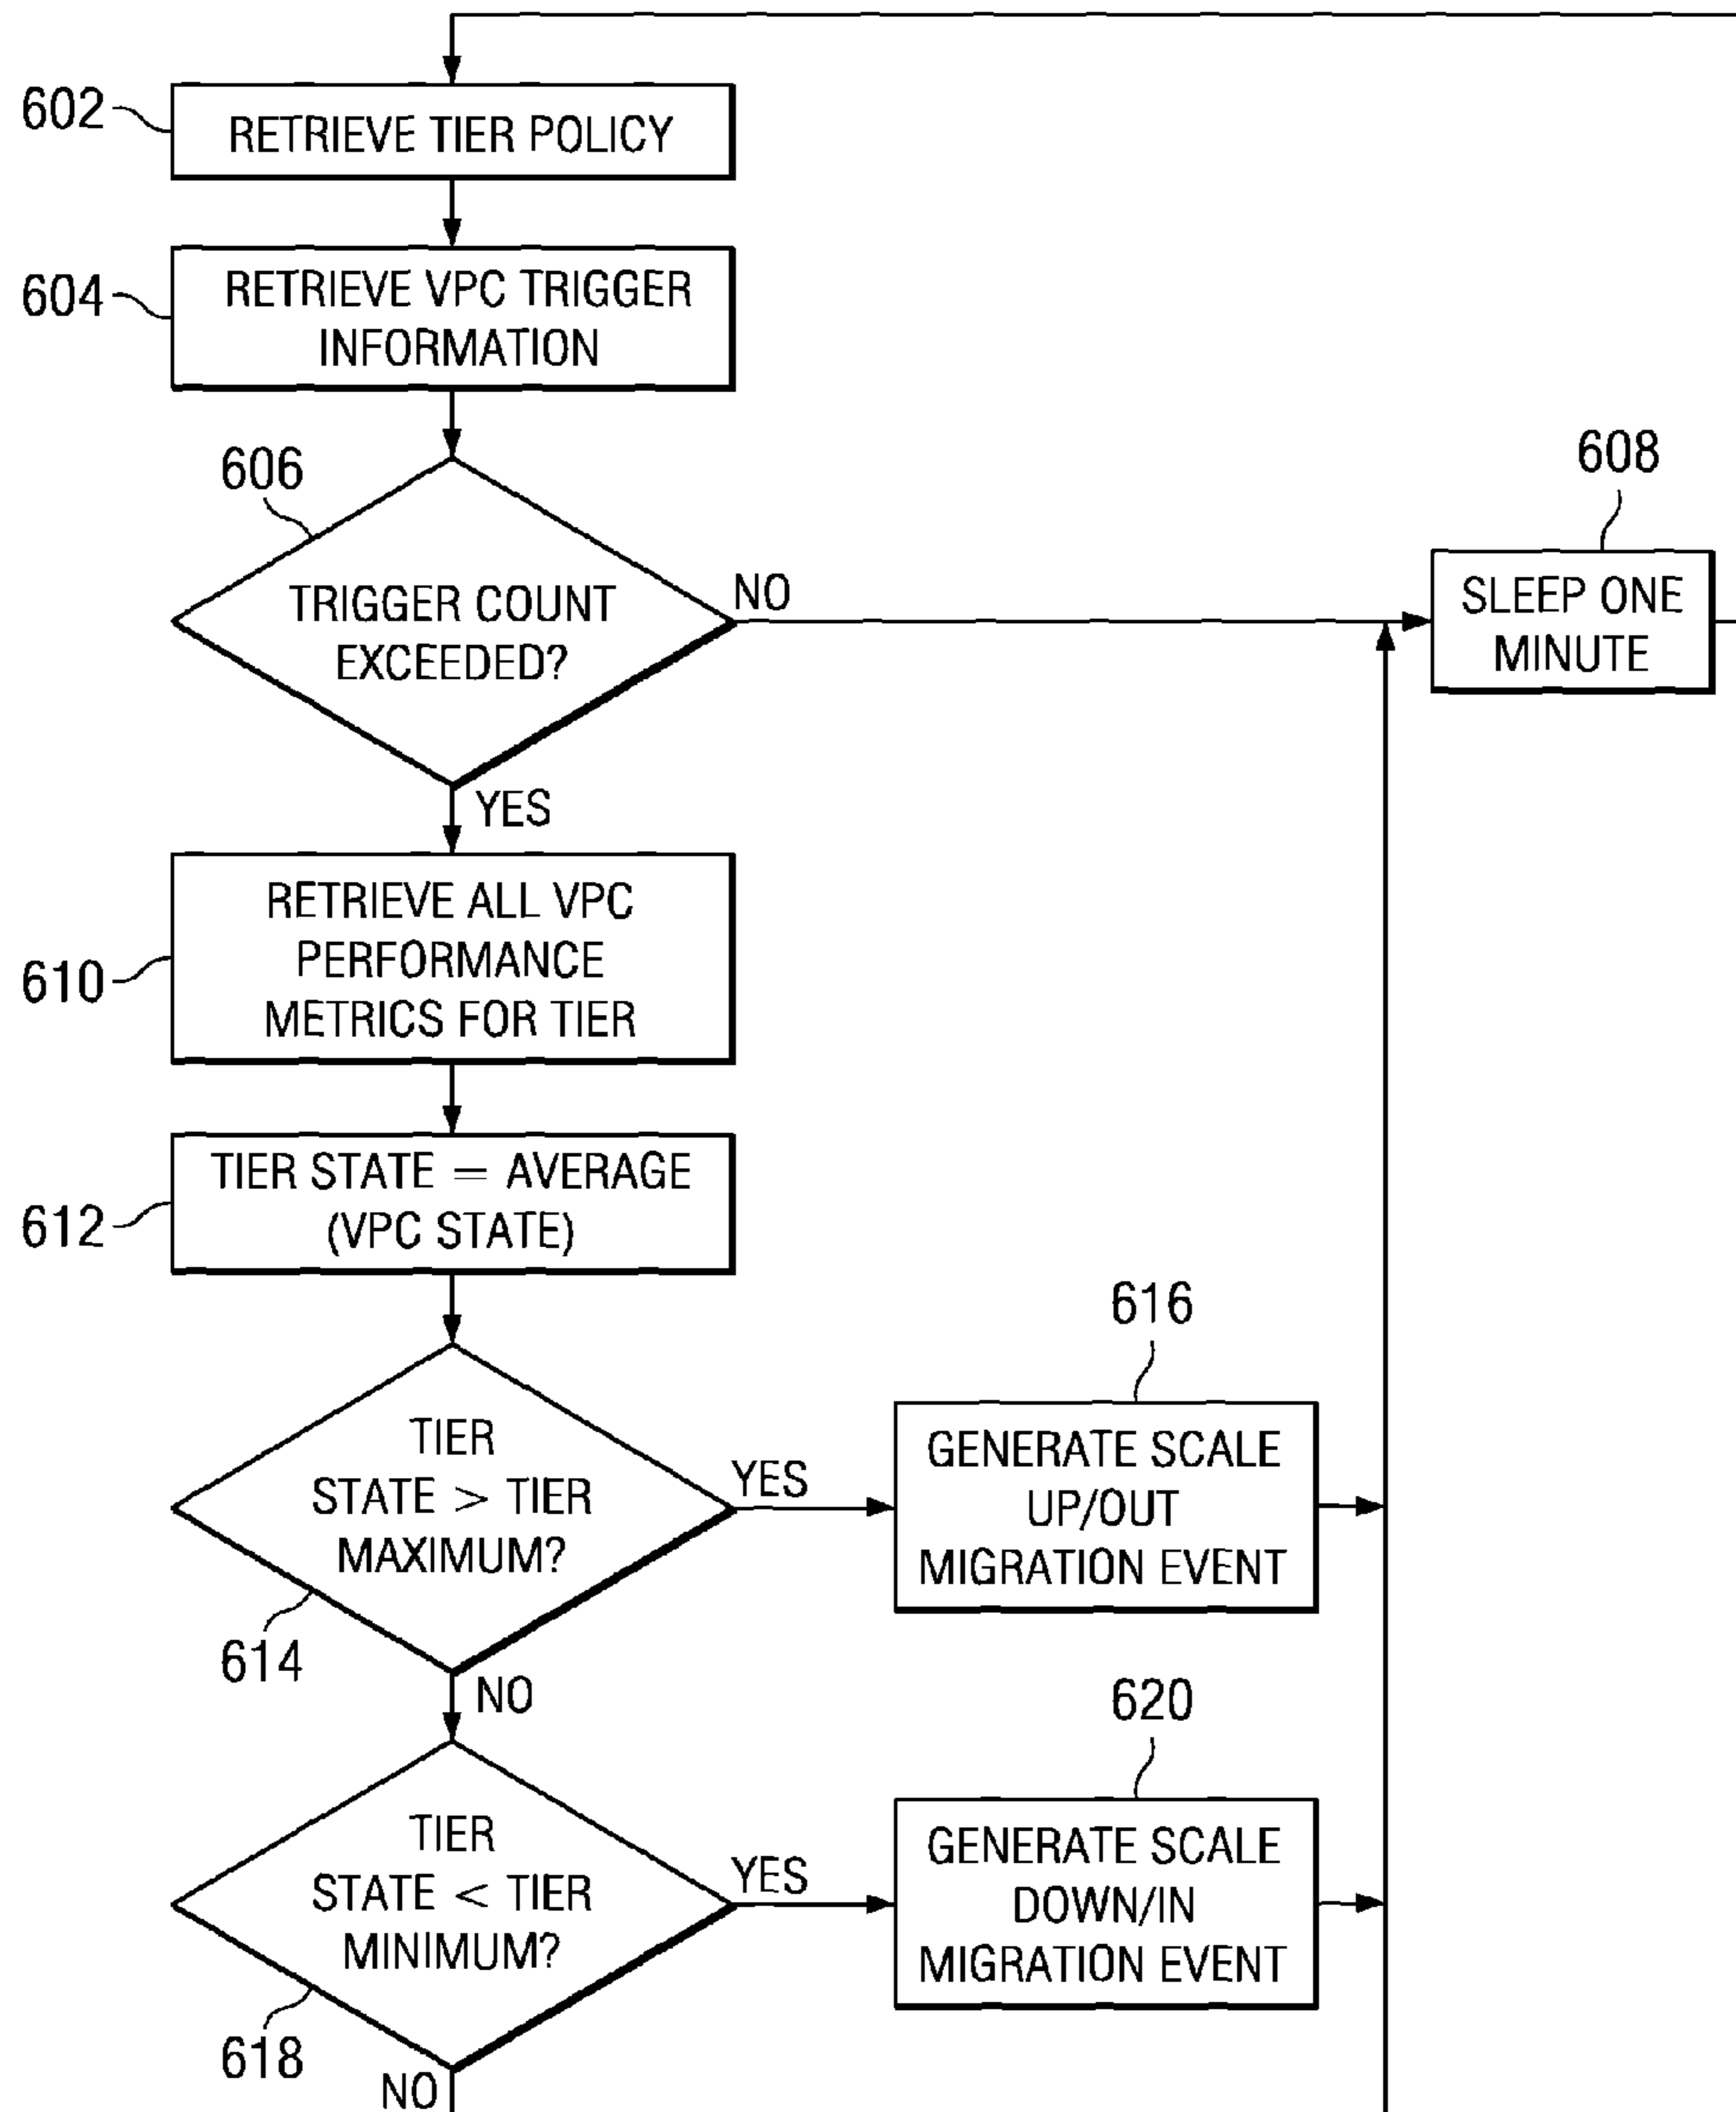 602
RETRIEVE TIER POLICY
604
RETRIEVE VPC TRIGGER
INFORMATION
606
TRIGGER COUNT
EXCEEDED?
NO
608
SLEEP ONE
MINUTE
YES
610
RETRIEVE ALL VPC
PERFORMANCE
METRICS FOR TIER
612
TIER STATE = AVERAGE
(VPC STATE)
614
TIER
STATE > TIER
MAXIMUM?
YES
616
GENERATE SCALE
UP/OUT
MIGRATION EVENT
NO
618
TIER
STATE < TIER
MINIMUM?
YES
620
GENERATE SCALE
DOWN/IN
MIGRATION EVENT
NO